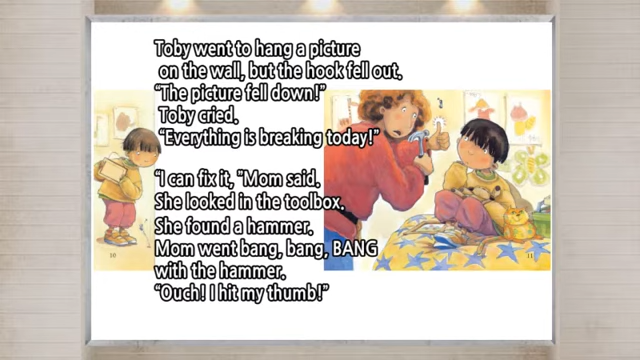 Toby went to hang a picture
on the wall, but the hook fell out.
“The picture fell down!”
Toby cried.
“Everything is breaking today!”
“I can fix it, "Mom said.
She looked in the toolbox.
She found a hammer.
Mom went bang, bang, BANG
with the hammer.
“Ouch! I hit my thumb!”
10
11